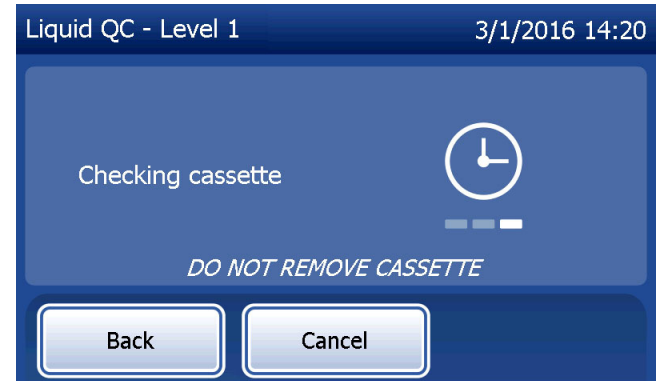 Liquid QC - Level 1 3/1/2016 14:20
Checking cassette
DO NOT REMOVE CASSETTE
Back Cancel